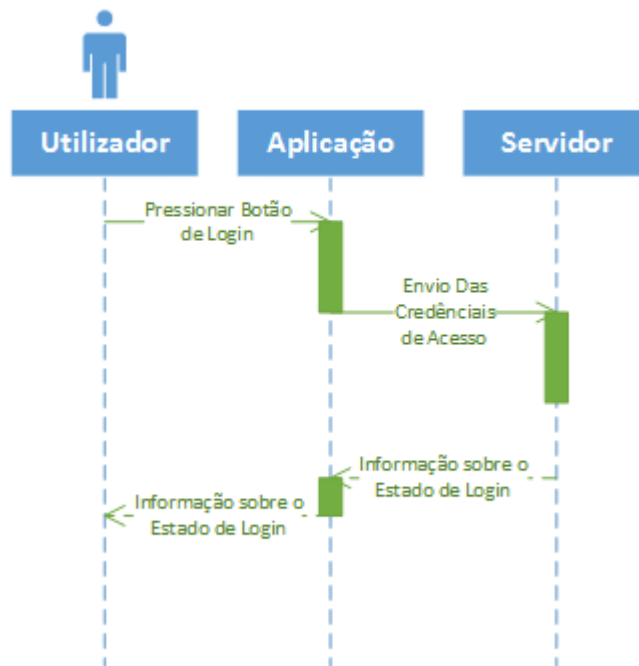 Utilizador
Aplicação
Servidor
Pressionar Botão
de Login
Envio Das
Credênciais
de Acesso
Informação sobre o
Estado de Login
Informação sobre o
Estado de Login